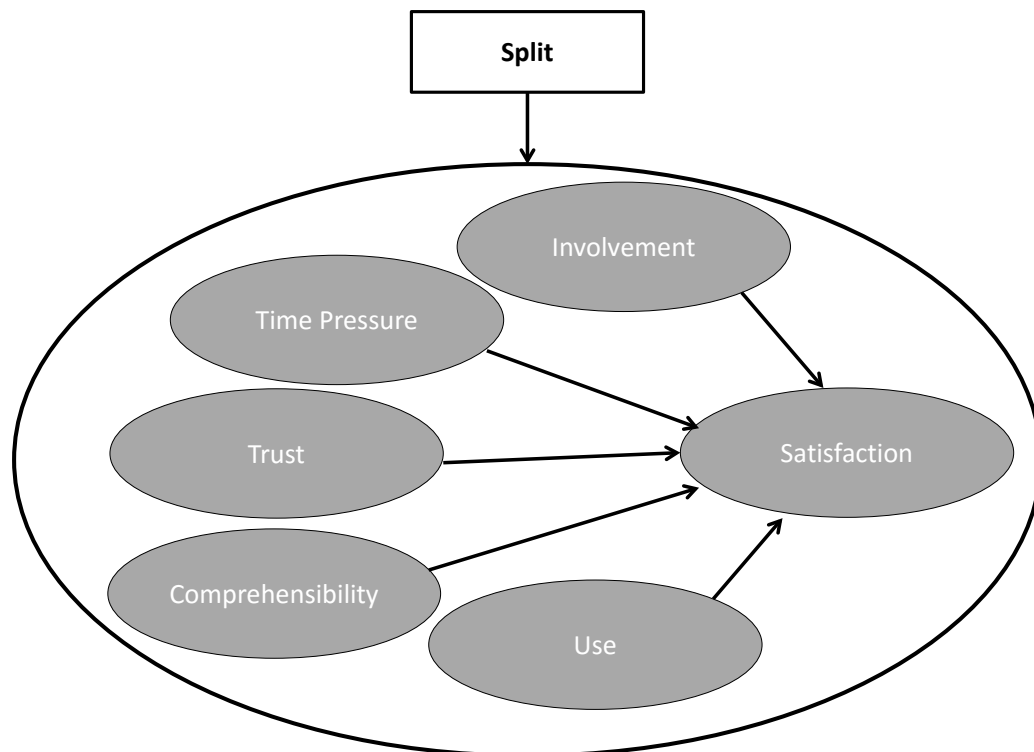 Split
Involvement
Time Pressure
Trust
Satisfaction
Comprehensibility
Use